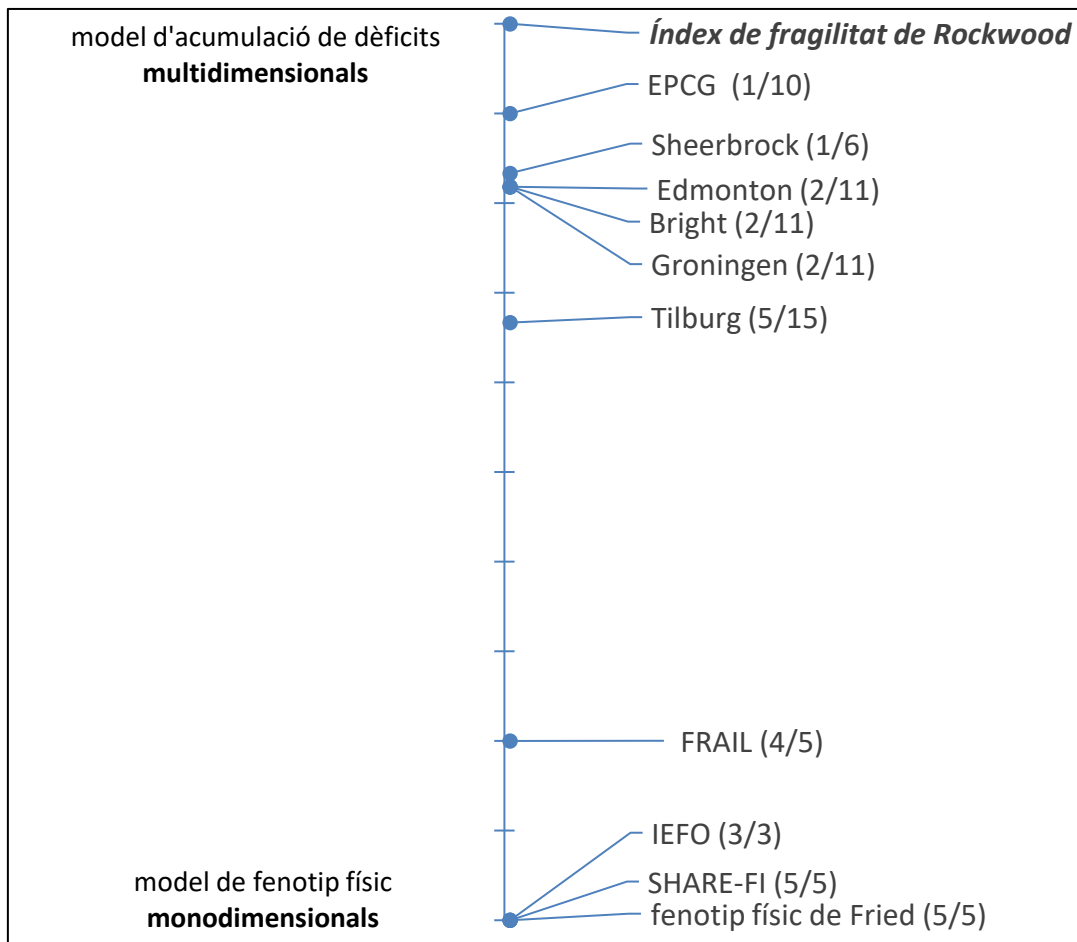 model d'acumulació de dèficits
multidimensionals
Índex de fragilitat de Rockwood
EPCG (1/10)
Sheerbrock (1/6)
Edmonton (2/11)
Bright (2/11)
Groningen (2/11)
Tilburg (5/15)
FRAIL (4/5)
IEFO (3/3)
SHARE-FI (5/5)
fenotip físic de Fried (5/5)
model de fenotip físic
monodimensionals